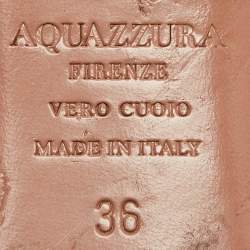 AQUAZZURA
FIRENZE
VERO CUOIO
MADE IN ITALY
36